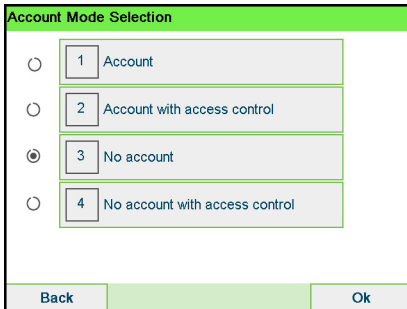 Account Mode Selection
1 Account
2 Account with access control
3 No account
4 No account with access control
Back Ok